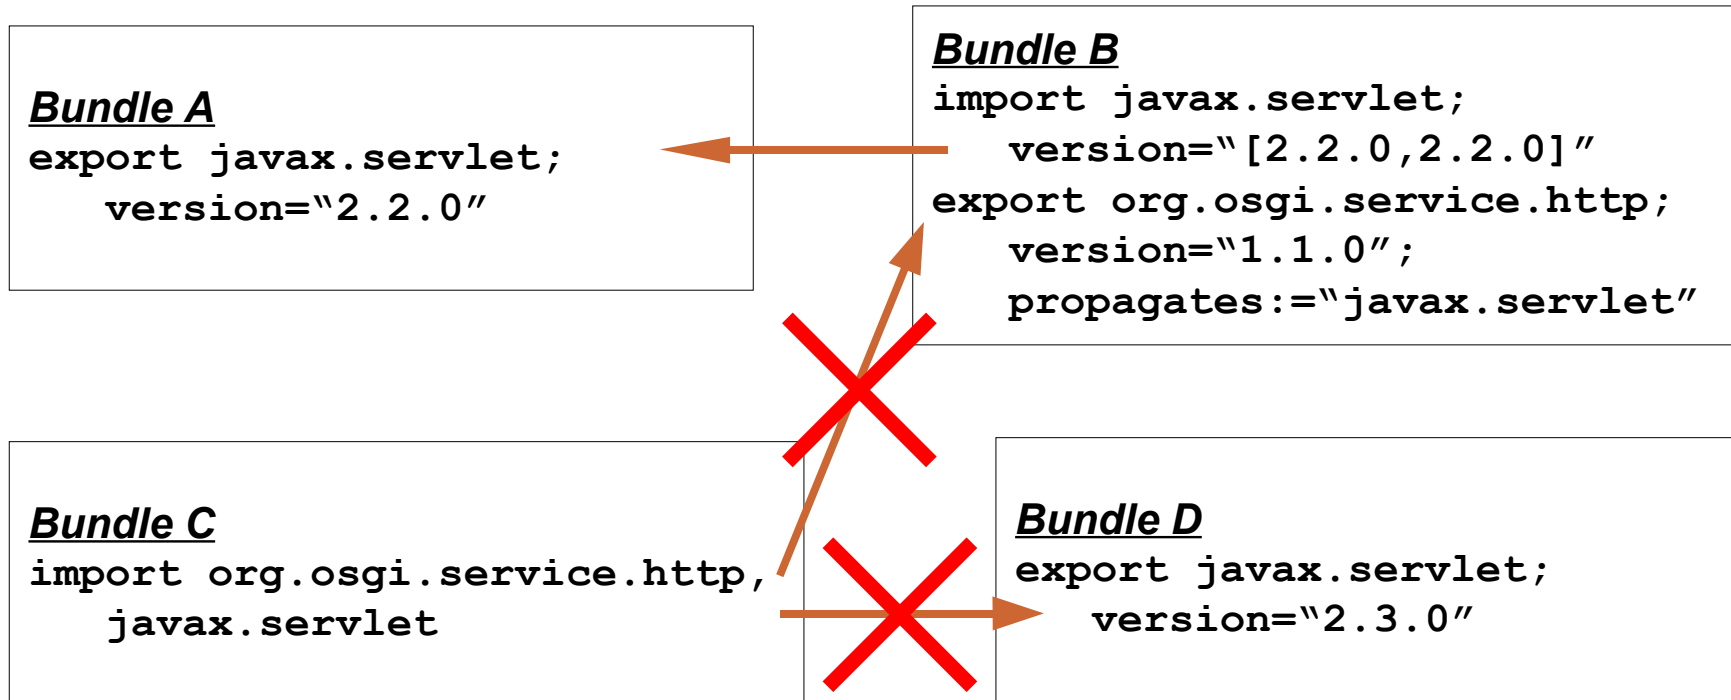 Bundle A
export javax.servlet;
version=“2.2.0”
Bundle B
import javax.servlet;
version=“[2.2.0,2.2.0]”
export org.osgi.service.http;
version=“1.1.0”;
propagates:=“javax.servlet”
Bundle C
import org.osgi.service.http,
javax.servlet
Bundle D
export javax.servlet;
version=“2.3.0”